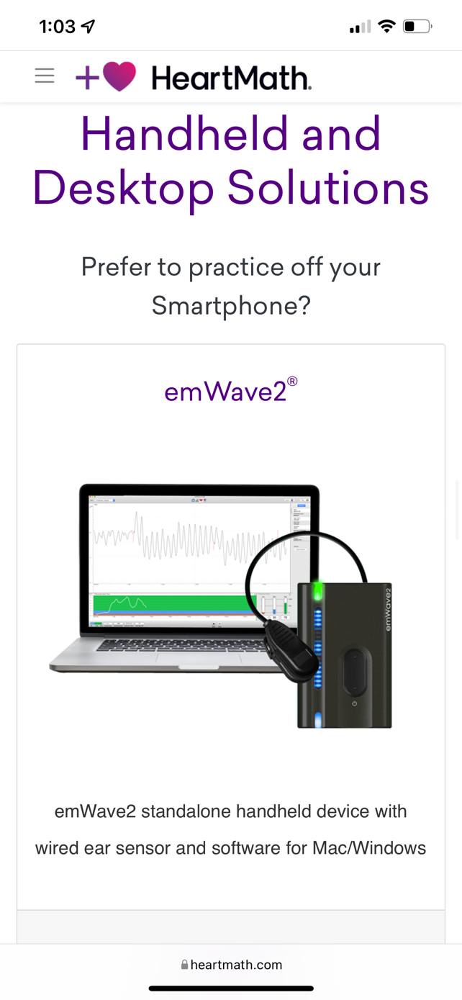 1:03
HeartMath.
Handheld and
Desktop Solutions
Prefer to practice off your
Smartphone?
emWave2®
emWave2
emWave2 standalone handheld device with
wired ear sensor and software for Mac/Windows
heartmath.com